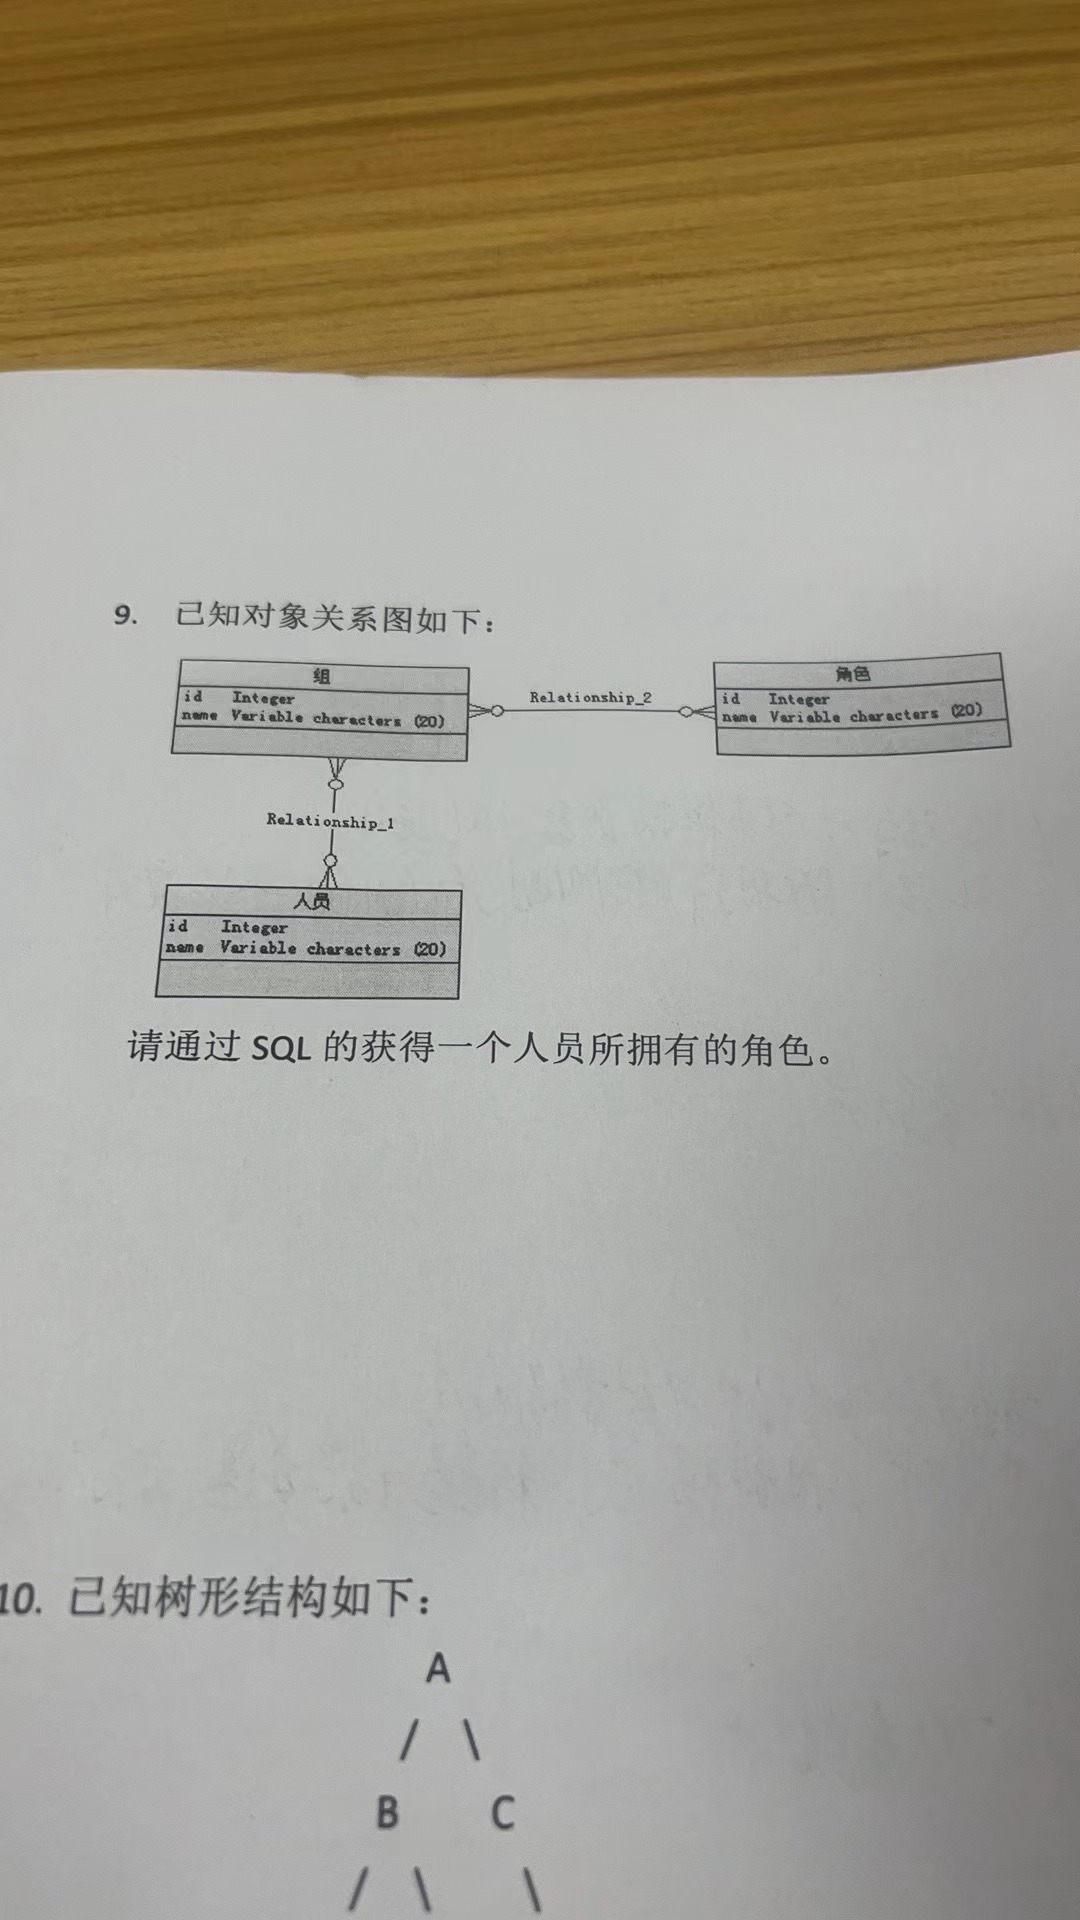 9. 已知对象关系图如下：
组
id Integer
name Variable characters (20)
Relationship_2
角色
id Integer
name Variable characters (20)
Relationship_1
人员
id Integer
name Variable characters (20)
请通过 SQL 的获得一个人员所拥有的角色。
10. 已知树形结构如下：
A
/ \
B C
/ \ \